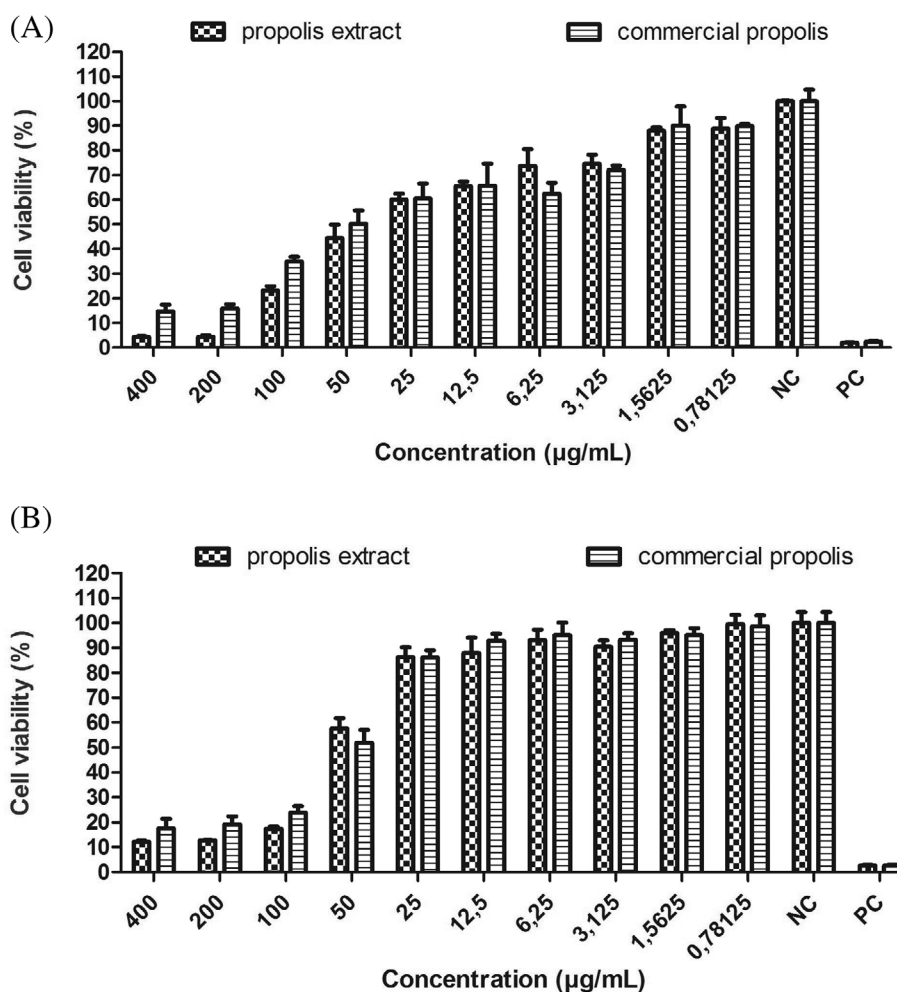 (A)
propolis extract commercial propolis
120
110
100
90
80
70
60
50
40
30
20
10
0
Cell viability (%)
400 200 100 50 25 12,5 6,25 3,125 1,5625 0,78125 NC PC
Concentration (µg/mL)
(B)
propolis extract commercial propolis
120
110
100
90
80
70
60
50
40
30
20
10
0
Cell viability (%)
400 200 100 50 25 12,5 6,25 3,125 1,5625 0,78125 NC PC
Concentration (µg/mL)